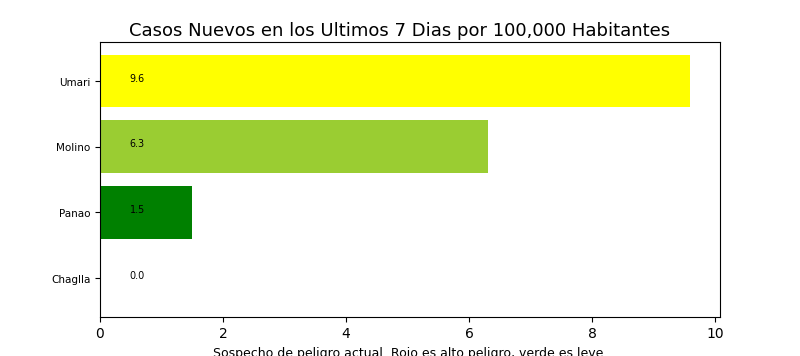 Casos Nuevos en los Ultimos 7 Dias por 100,000 Habitantes
Umari 9.6
Molino 6.3
Panao 1.5
Chaglla 0.0
0 2 4 6 8 10
Sospecho de peligro actual. Rojo es alto peligro, verde es leve